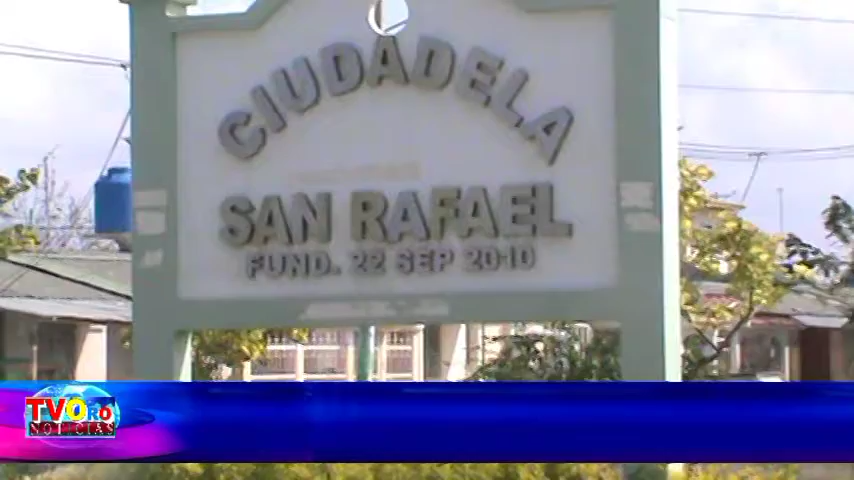 CIUDADELA
SAN RAFAEL
FUND. 22 SEP 2010
TVORO
NOTICIAS